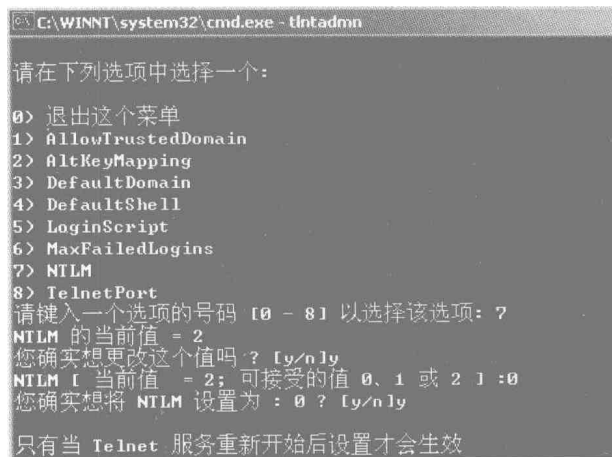 C:\WINNT\system32\cmd.exe - tlntadmn
请在下列选项中选择一个:
0> 退出这个菜单
1> AllowTrustedDomain
2> AltKeyMapping
3> DefaultDomain
4> DefaultShell
5> LoginScript
6> MaxFailedLogins
7> NTLM
8> TelnetPort
请键入一个选项的号码 [0 - 8] 以选择该选项: 7
NTLM 的当前值 = 2
您确实想更改这个值吗 ? [y/n]y
NTLM [ 当前值 = 2; 可接受的值 0、1 或 2 ] :0
您确实想将 NTLM 设置为 : 0 ? [y/n]y
只有当 Telnet 服务重新开始后设置才会生效